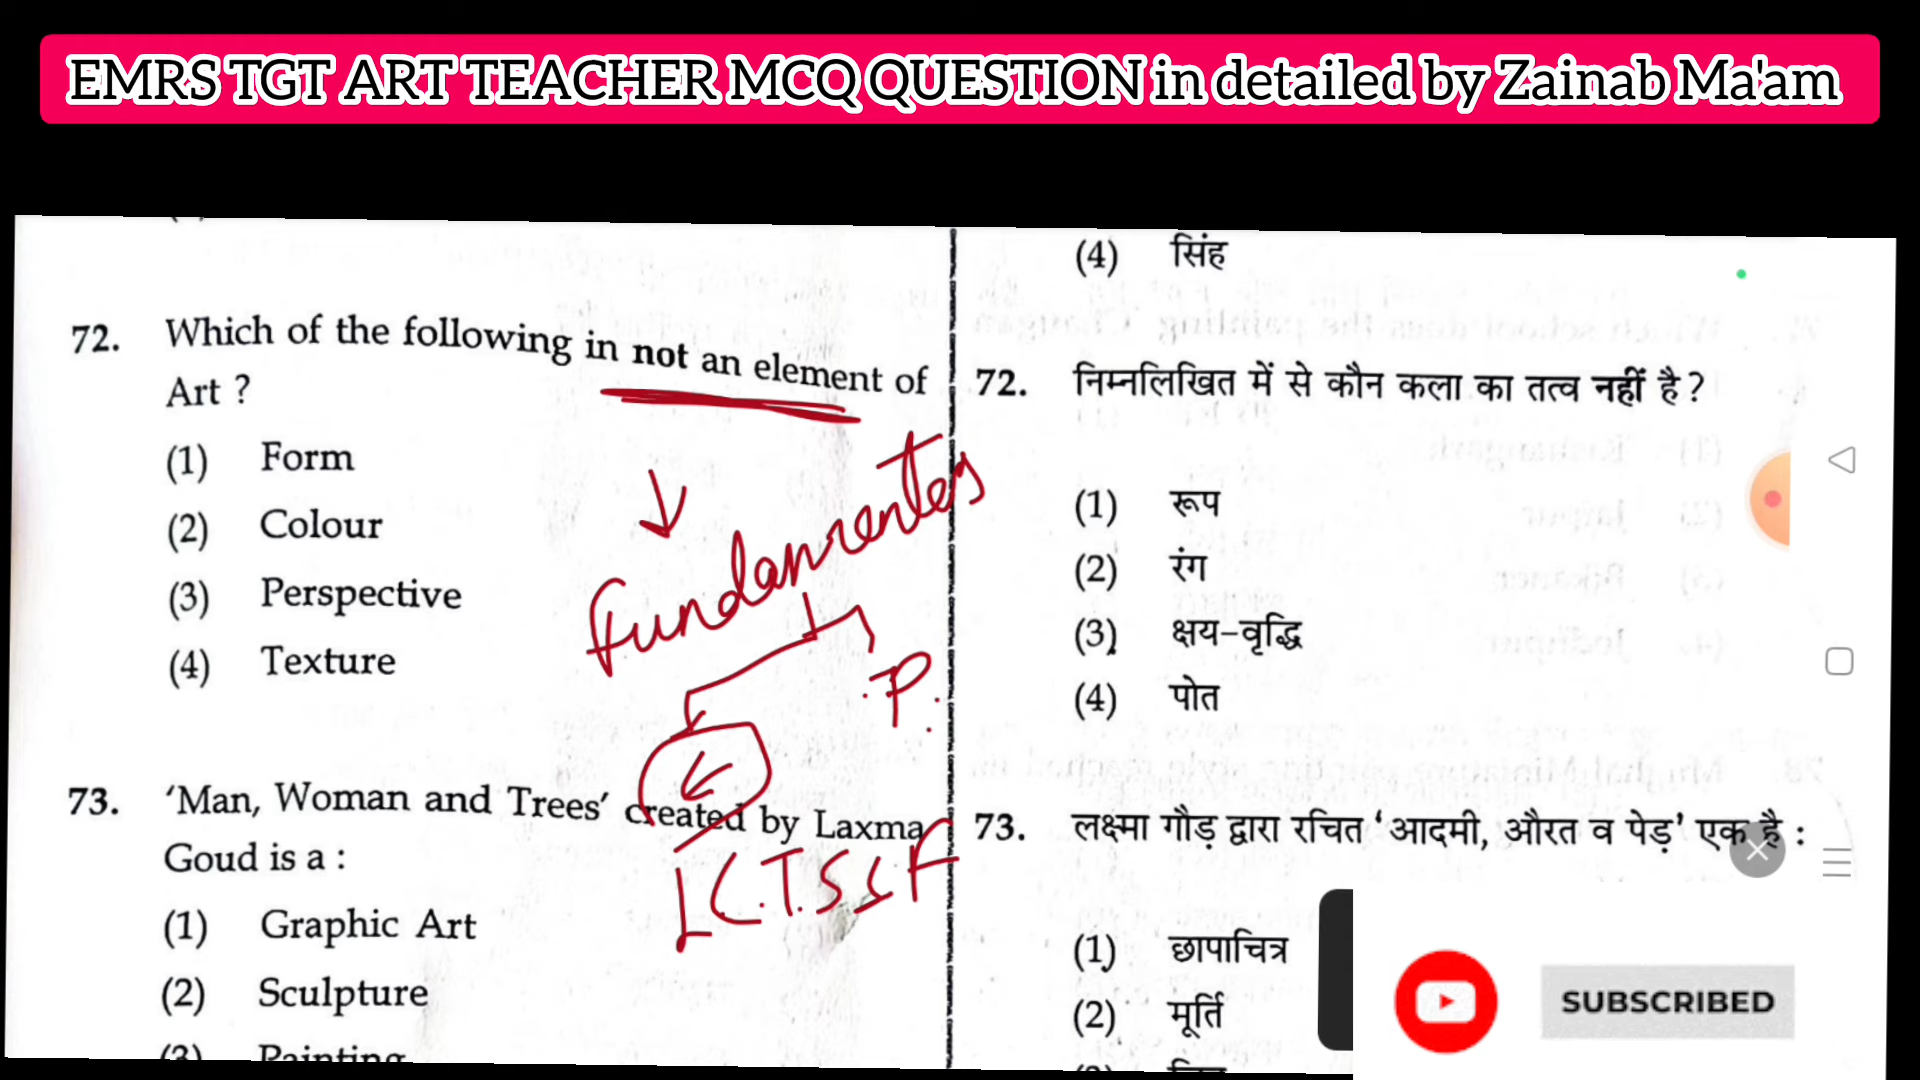 EMRS TGT ART TEACHER MCQ QUESTION in detailed by Zainab Ma'am
72. Which of the following in not an element of
Art ?
(1) Form
(2) Colour
(3) Perspective
(4) Texture
fundamentes
P.
L C.T.S
73. 'Man, Woman and Trees' created by Laxma
Goud is a :
(1) Graphic Art
(2) Sculpture
(3) Painting
(4) सिंह
72. निम्नलिखित में से कौन कला का तत्व नहीं है ?
(1) रूप
(2) रंग
(3) क्षय-वृद्धि
(4) पोत
73. लक्ष्मा गौड़ द्वारा रचित 'आदमी, औरत व पेड़' एक है :
(1) छापाचित्र
(2) मूर्ति
SUBSCRIBED